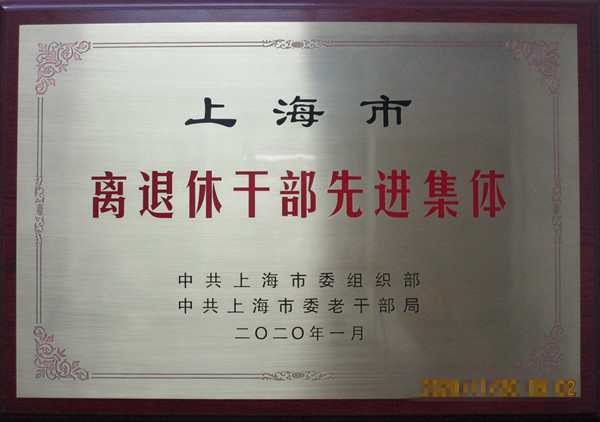 上海市
离退休干部先进集体
中共上海市委组织部
中共上海市委老干部局
二〇二〇年一月